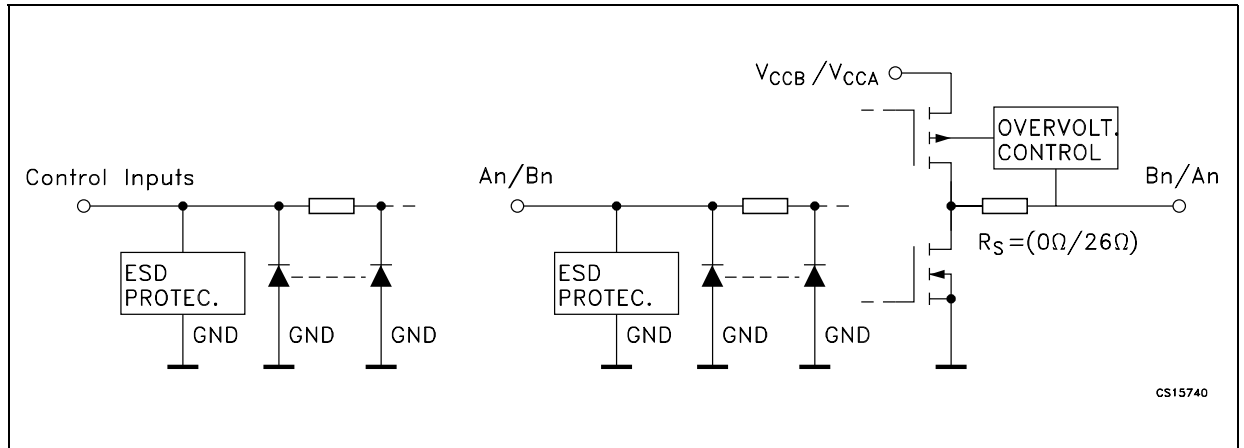 V_CCB/V_CCA
OVERVOLT.
CONTROL
Control Inputs
An/Bn
Bn/An
R_S=(0Ω/26Ω)
ESD
PROTEC.
ESD
PROTEC.
GND
GND
GND
GND
GND
GND
CS15740